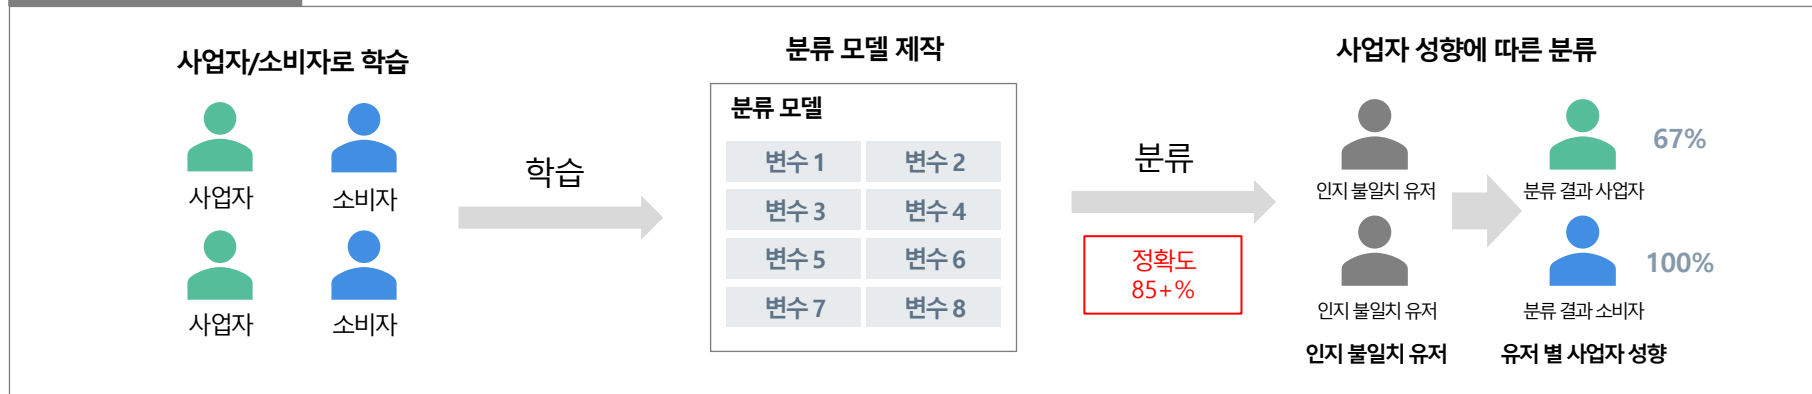 사업자/소비자로 학습
사업자
소비자
사업자
소비자
학습
분류 모델 제작
분류 모델
변수 1
변수 2
변수 3
변수 4
변수 5
변수 6
변수 7
변수 8
분류
정확도
85+%
사업자 성향에 따른 분류
인지 불일치 유저
분류 결과 사업자
67%
인지 불일치 유저
분류 결과 소비자
100%
인지 불일치 유저
유저 별 사업자 성향